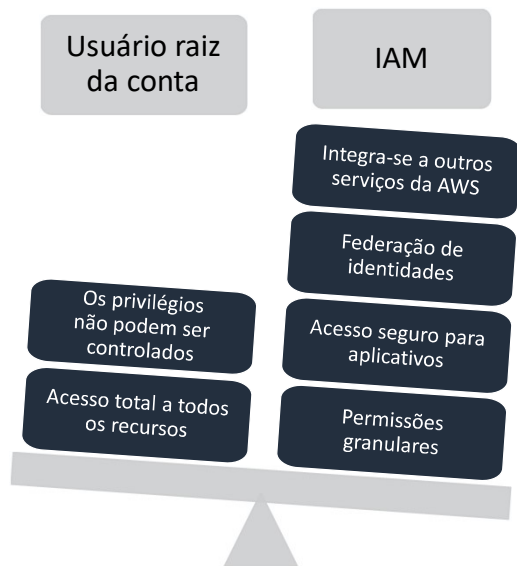 Usuário raiz
da conta
IAM
Integra-se a outros
serviços da AWS
Federação de
identidades
Os privilégios
não podem ser
controlados
Acesso seguro para
aplicativos
Acesso total a todos
os recursos
Permissões
granulares